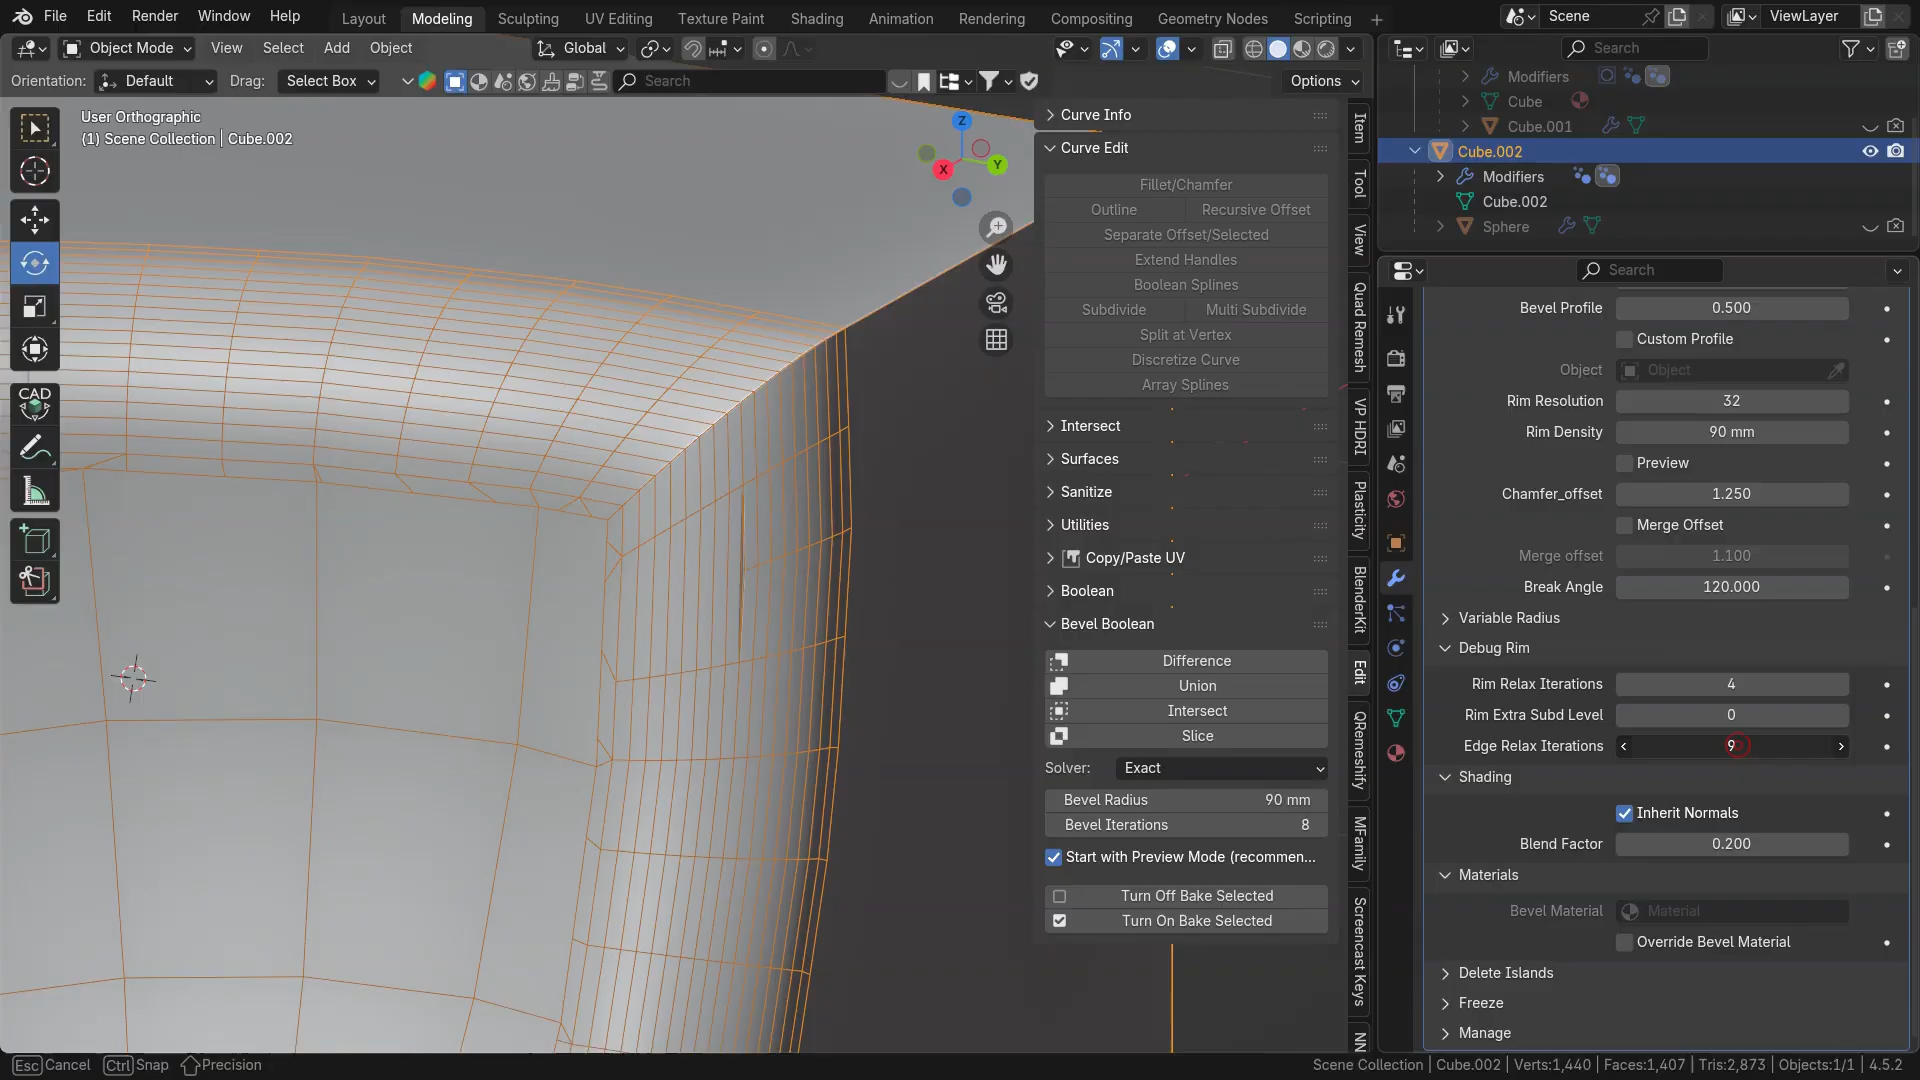 File Edit Render Window Help
Layout Modeling Sculpting UV Editing Texture Paint Shading Animation Rendering Compositing Geometry Nodes Scripting
Scene
ViewLayer
Object Mode View Select Add Object
Global
Search
Orientation: Default Drag: Select Box
Search
Options
User Orthographic
(1) Scene Collection | Cube.002
Z
Y
X
CAD
Curve Info
Curve Edit
Fillet/Chamfer
Outline Recursive Offset
Separate Offset/Selected
Extend Handles
Boolean Splines
Subdivide Multi Subdivide
Split at Vertex
Discretize Curve
Array Splines
Intersect
Surfaces
Sanitize
Utilities
Copy/Paste UV
Boolean
Bevel Boolean
Difference
Union
Intersect
Slice
Solver: Exact
Bevel Radius 90 mm
Bevel Iterations 8
Start with Preview Mode (recommen...
Turn Off Bake Selected
Turn On Bake Selected
Item
Tool
View
Quad Remesh
VP HDRI
Plasticity
BlenderKit
Edit
QRemeshify
MFamily
Screencast Keys
NN
Modifiers
Cube
Cube.001
Cube.002
Modifiers
Cube.002
Sphere
Search
Bevel Profile 0.500
Custom Profile
Object Object
Rim Resolution 32
Rim Density 90 mm
Preview
Chamfer_offset 1.250
Merge Offset
Merge offset 1.100
Break Angle 120.000
Variable Radius
Debug Rim
Rim Relax Iterations 4
Rim Extra Subd Level 0
Edge Relax Iterations 9
Shading
Inherit Normals
Blend Factor 0.200
Materials
Bevel Material Material
Override Bevel Material
Delete Islands
Freeze
Manage
Esc Cancel Ctrl Snap Precision
Scene Collection | Cube.002 | Verts:1,440 | Faces:1,407 | Tris:2,873 | Objects:1/1 | 4.5.2